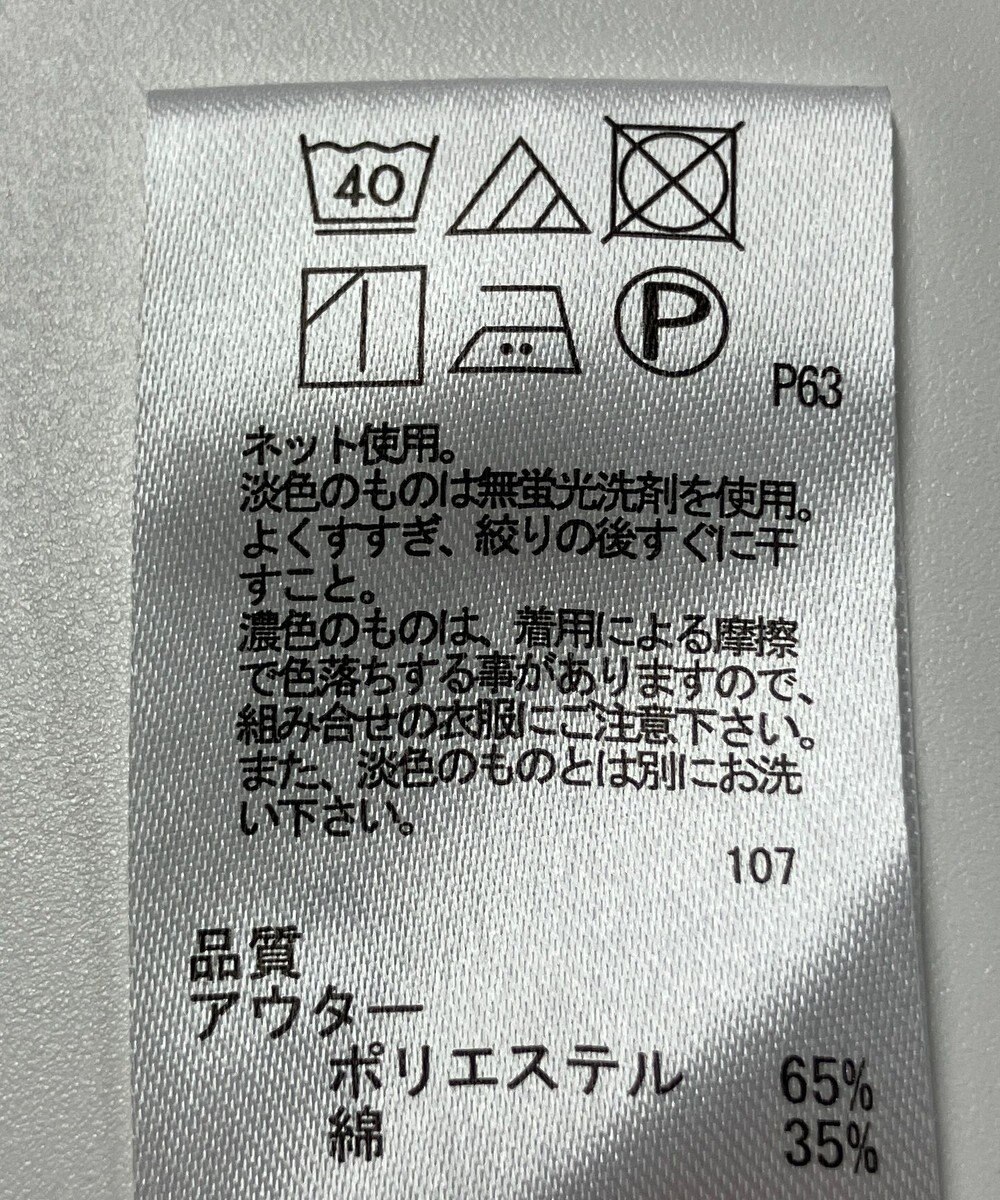 40
P
P63
ネット使用。
淡色のものは無蛍光洗剤を使用。
よくすすぎ、絞りの後すぐに干
すこと。
濃色のものは、着用による摩擦
で色落ちする事がありますので、
組み合せの衣服にご注意下さい。
また、淡色のものとは別にお洗
い下さい。
107
品質
アウター
ポリエステル 65%
綿 35%